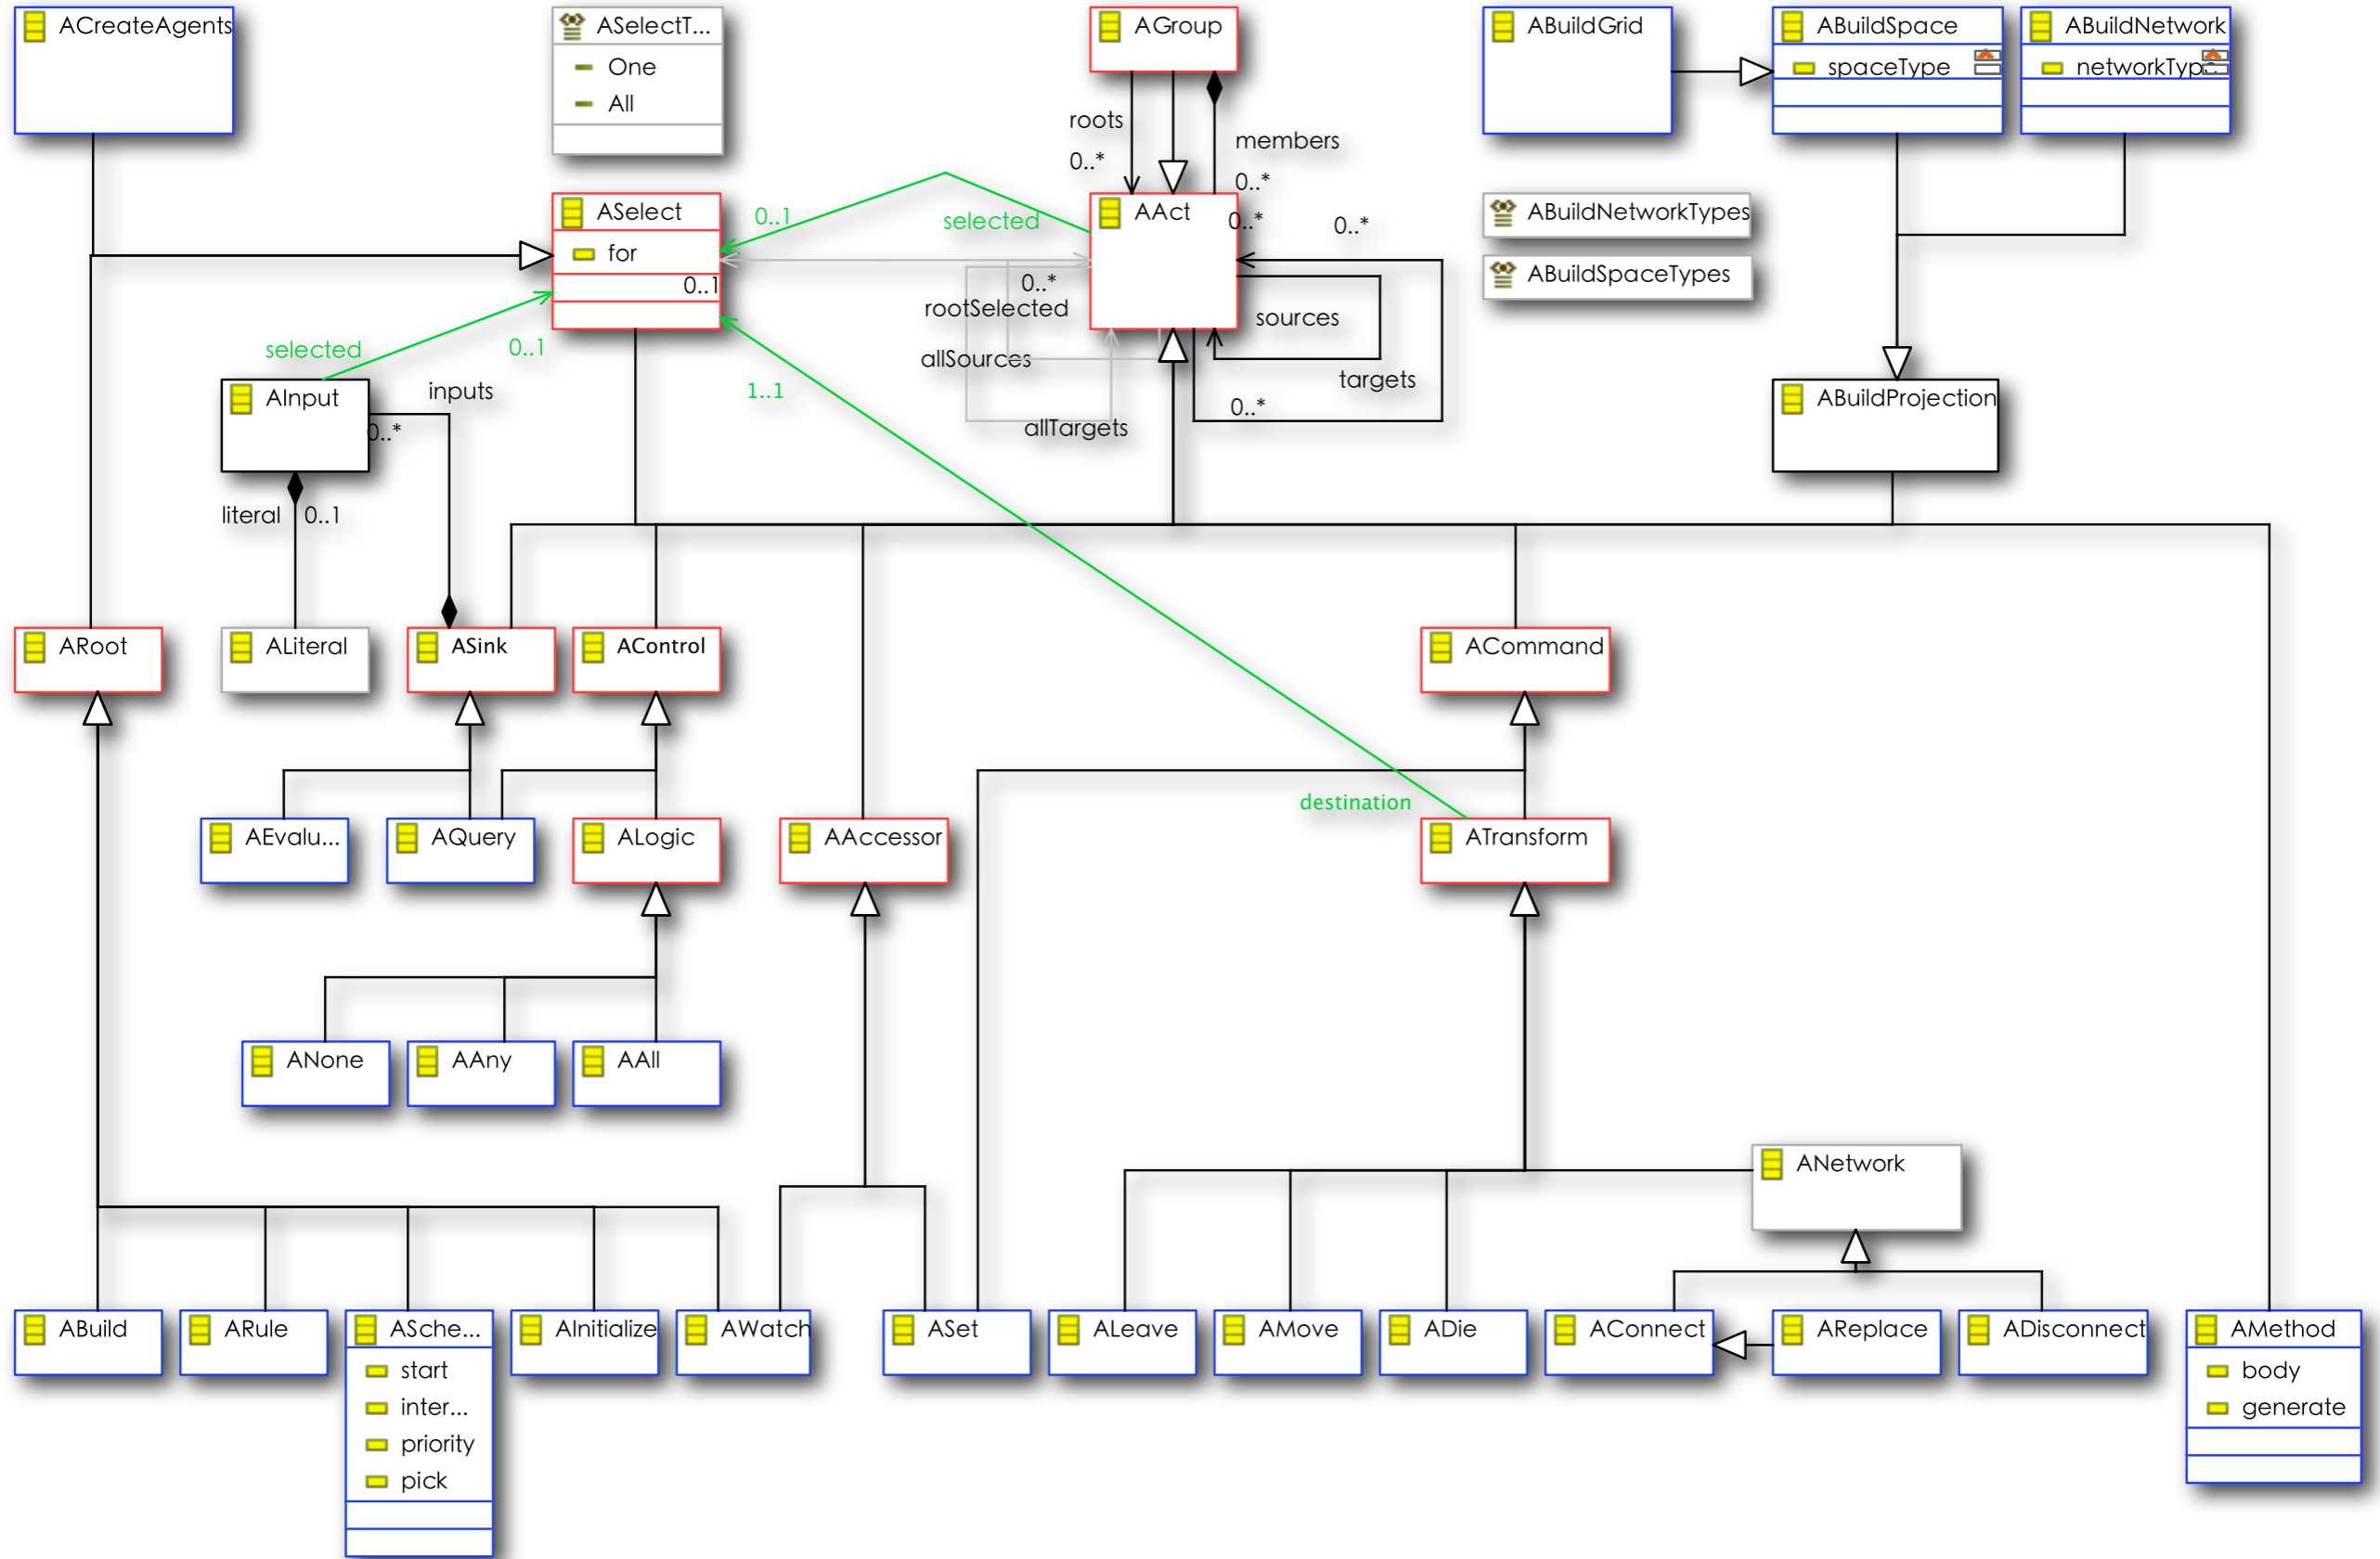 ACreateAgents
ASelectT...
One
All
AGroup
ABuildGrid
ABuildSpace
spaceType
ABuildNetwork
networkType
roots
0..*
members
0..*
ASelect
for
0..1
0..1
selected
AAct
0..*
0..*
ABuildNetworkTypes
ABuildSpaceTypes
0..*
rootSelected
sources
allSources
targets
0..*
allTargets
selected
0..1
1..1
AInput
inputs
0..*
literal
0..1
ABuildProjection
ARoot
ALiteral
ASink
AControl
ACommand
destination
AEvalu...
AQuery
ALogic
AAccessor
ATransform
ANone
AAny
AAll
ANetwork
ABuild
ARule
ASche...
start
inter...
priority
pick
AInitialize
AWatch
ASet
ALeave
AMove
ADie
AConnect
AReplace
ADisconnect
AMethod
body
generate